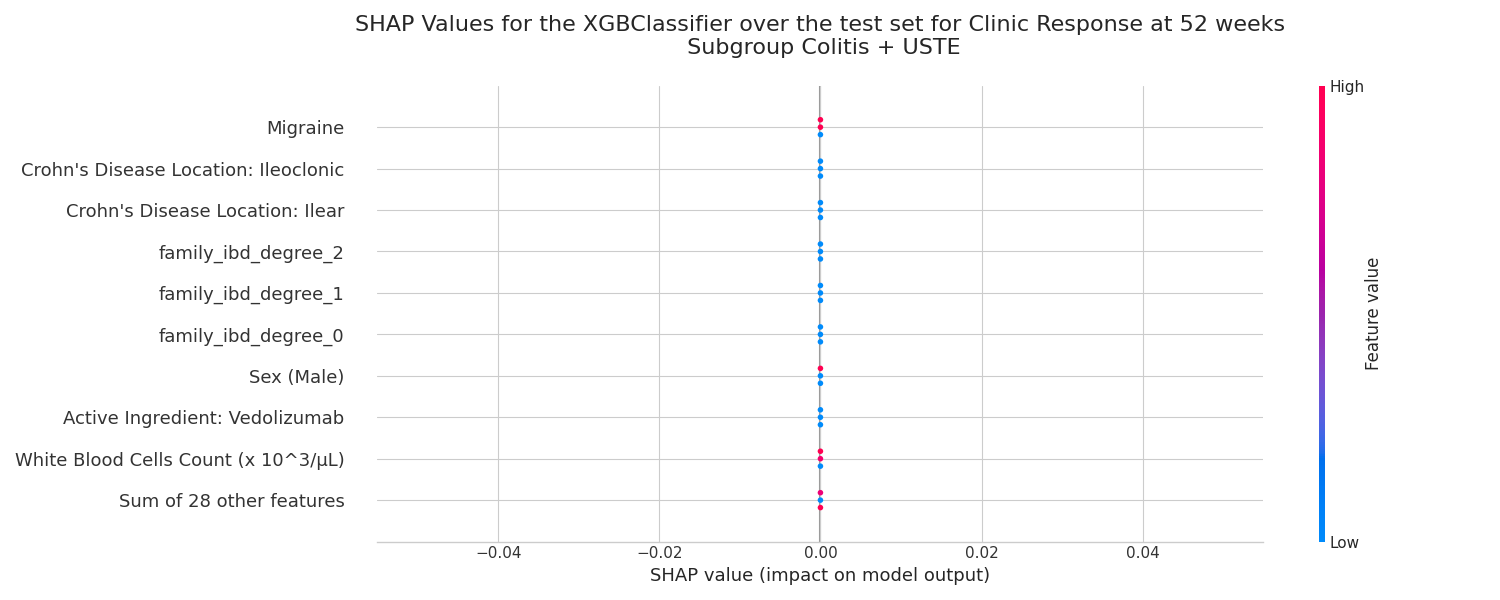 SHAP Values for the XGBClassifier over the test set for Clinic Response at 52 weeks
Subgroup Colitis + USTE
High
Migraine
Crohn's Disease Location: Ileoclonic
Crohn's Disease Location: Ilear
family_ibd_degree_2
family_ibd_degree_1
family_ibd_degree_0
Sex (Male)
Active Ingredient: Vedolizumab
White Blood Cells Count (x 10^3/µL)
Sum of 28 other features
Feature value
Low
−0.04 −0.02 0.00 0.02 0.04
SHAP value (impact on model output)